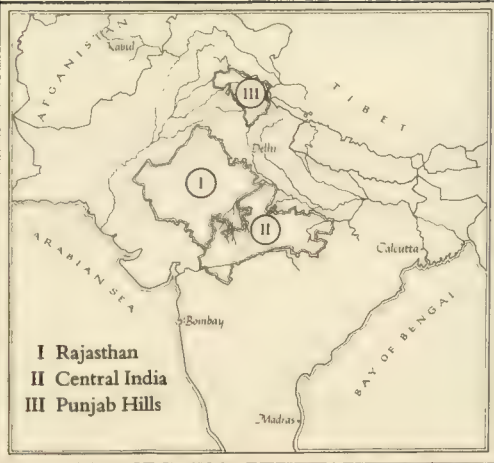 AFGANISTAN
Kabul
III
TIBET
Delhi
I
II
Calcutta
ARABIAN SEA
Bombay
BAY OF BENGAL
I Rajasthan
II Central India
III Punjab Hills
Madras